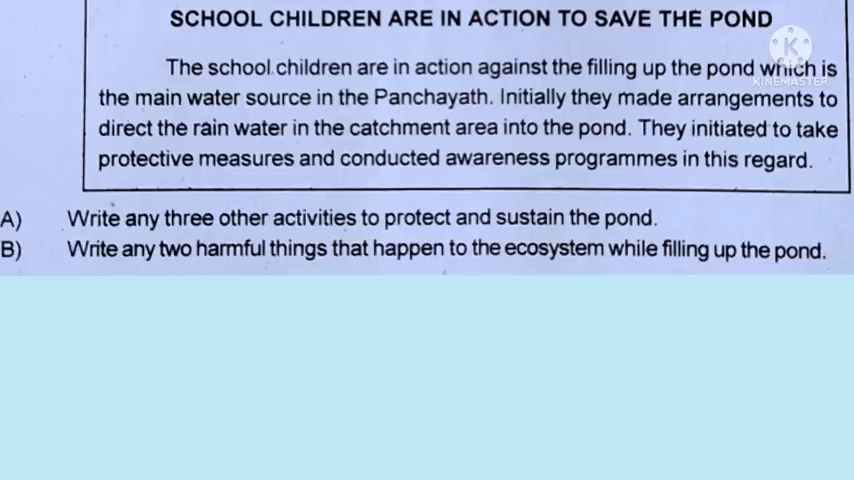 SCHOOL CHILDREN ARE IN ACTION TO SAVE THE POND
The school children are in action against the filling up the pond which is
the main water source in the Panchayath. Initially they made arrangements to
direct the rain water in the catchment area into the pond. They initiated to take
protective measures and conducted awareness programmes in this regard.
A) Write any three other activities to protect and sustain the pond.
B) Write any two harmful things that happen to the ecosystem while filling up the pond.
K
KINEMASTER